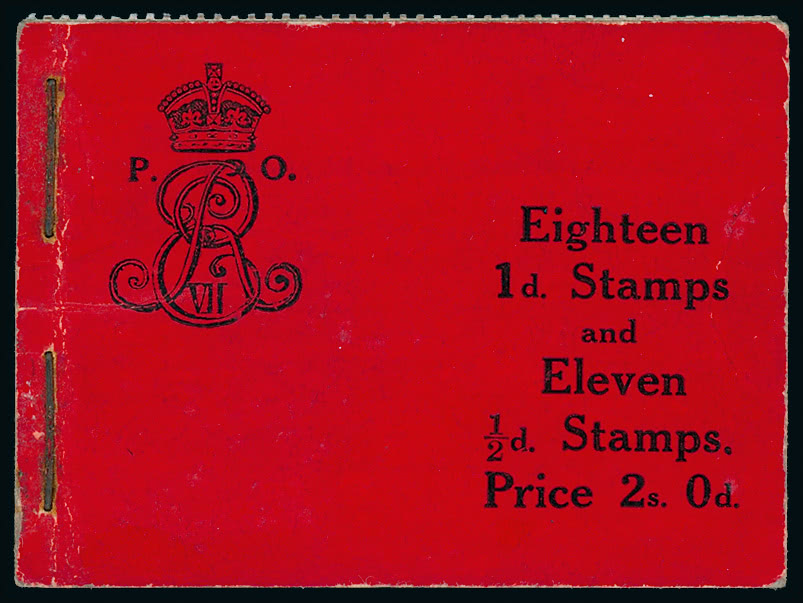 P. O.
VII
Eighteen
1d. Stamps
and
Eleven
½d. Stamps.
Price 2s. 0d.